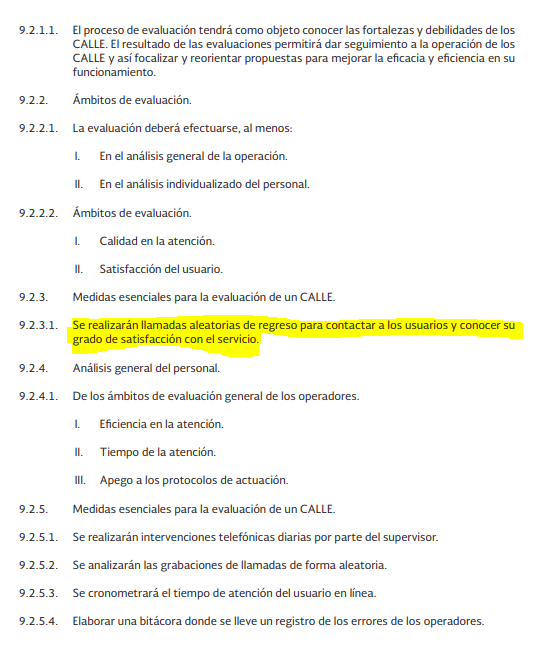 9.2.1.1. El proceso de evaluación tendrá como objeto conocer las fortalezas y debilidades de los
CALLE. El resultado de las evaluaciones permitirá dar seguimiento a la operación de los
CALLE y así focalizar y reorientar propuestas para mejorar la eficacia y eficiencia en su
funcionamiento.
9.2.2. Ámbitos de evaluación.
9.2.2.1. La evaluación deberá efectuarse, al menos:
I. En el análisis general de la operación.
II. En el análisis individualizado del personal.
9.2.2.2. Ámbitos de evaluación.
I. Calidad en la atención.
II. Satisfacción del usuario.
9.2.3. Medidas esenciales para la evaluación de un CALLE.
9.2.3.1. Se realizarán llamadas aleatorias de regreso para contactar a los usuarios y conocer su
grado de satisfacción con el servicio.
9.2.4. Análisis general del personal.
9.2.4.1. De los ámbitos de evaluación general de los operadores.
I. Eficiencia en la atención.
II. Tiempo de la atención.
III. Apego a los protocolos de actuación.
9.2.5. Medidas esenciales para la evaluación de un CALLE.
9.2.5.1. Se realizarán intervenciones telefónicas diarias por parte del supervisor.
9.2.5.2. Se analizarán las grabaciones de llamadas de forma aleatoria.
9.2.5.3. Se cronometrará el tiempo de atención del usuario en línea.
9.2.5.4. Elaborar una bitácora donde se lleve un registro de los errores de los operadores.